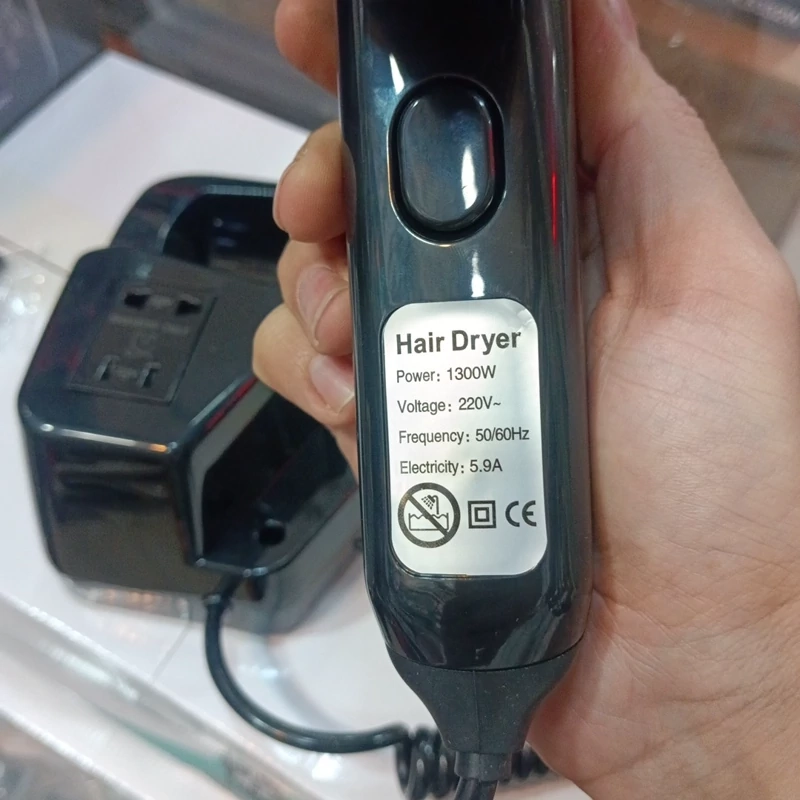 Hair Dryer
Power: 1300W
Voltage: 220V~
Frequency: 50/60Hz
Electricity: 5.9A
CE